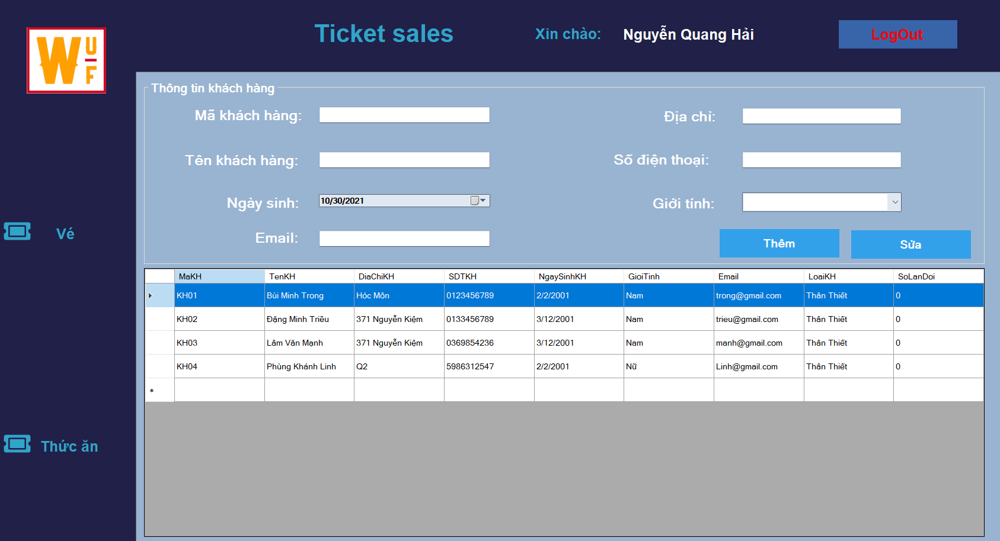 W UF
Ticket sales Xin chào: Nguyễn Quang Hải LogOut
Thông tin khách hàng
Mã khách hàng: Địa chỉ:
Tên khách hàng: Số điện thoại:
Ngày sinh: 10/30/2021 Giới tính:
Email: Thêm Sửa
Vé
Thức ăn
MaKH TenKH DiaChiKH SDTKH NgaySinhKH GioiTinh Email LoaiKH SoLanDoi
KH01 Bùi Minh Trong Hóc Môn 0123456789 2/2/2001 Nam trong@gmail.com Thân Thiết 0
KH02 Đặng Minh Triều 371 Nguyễn Kiệm 0133456789 3/12/2001 Nam trieu@gmail.com Thân Thiết 0
KH03 Lâm Văn Mạnh 371 Nguyễn Kiệm 0369854236 3/12/2001 Nam manh@gmail.com Thân Thiết 0
KH04 Phùng Khánh Linh Q2 5986312547 2/2/2001 Nữ Linh@gmail.com Thân Thiết 0